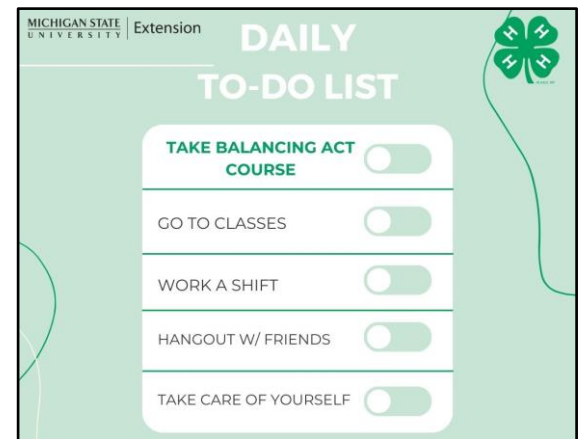 MICHIGAN STATE
UNIVERSITY
Extension
DAILY
TO-DO LIST
H H
H H
TAKE BALANCING ACT
COURSE
GO TO CLASSES
WORK A SHIFT
HANGOUT W/ FRIENDS
TAKE CARE OF YOURSELF